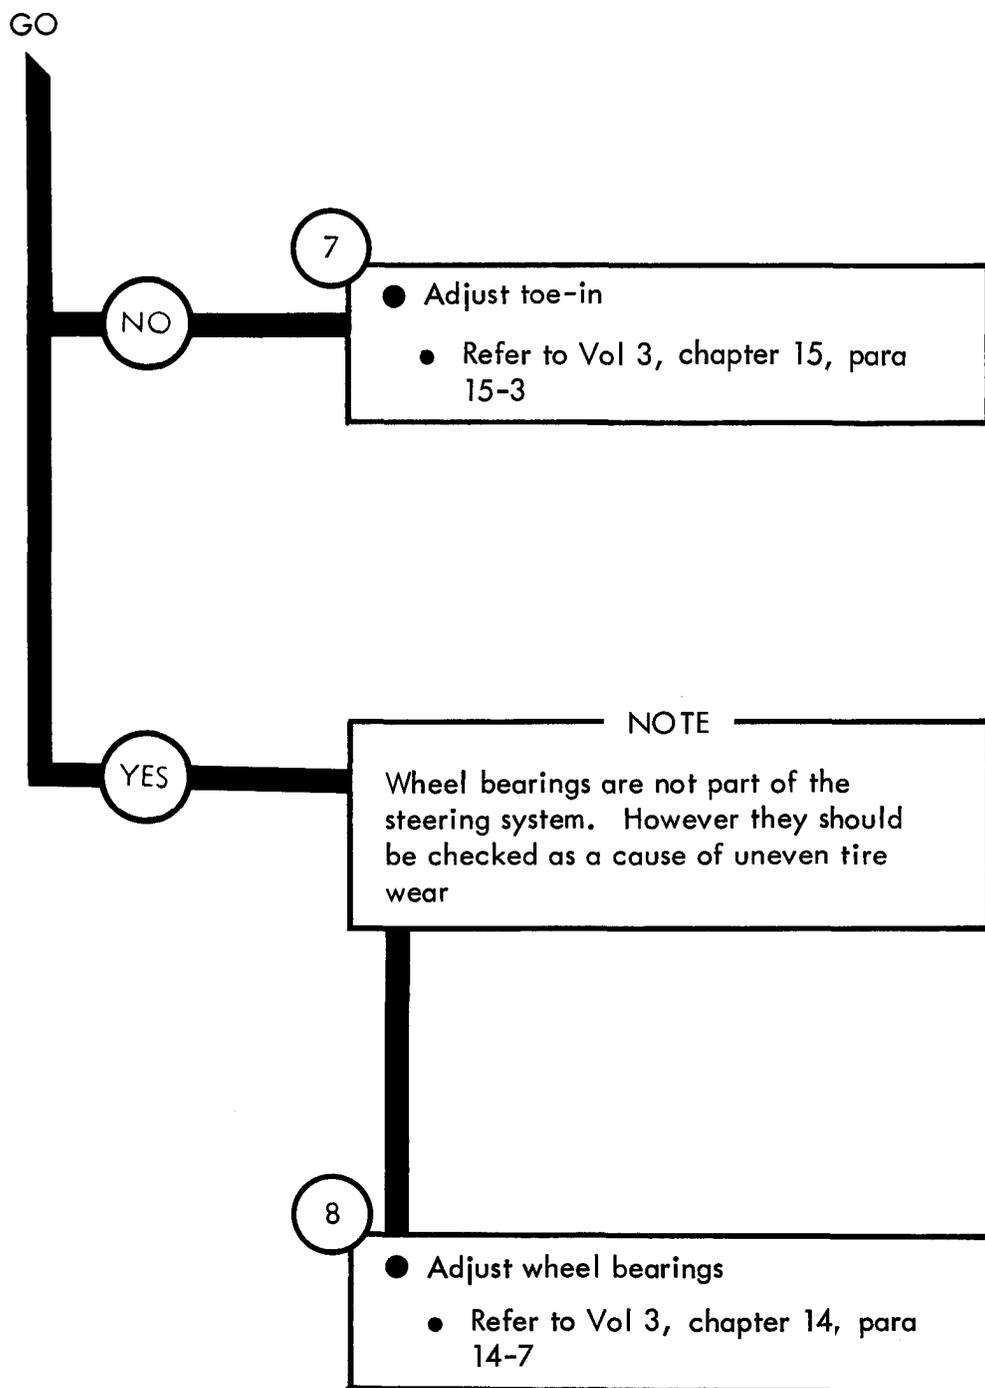 GO
7
● Adjust toe-in
NO
● Refer to Vol 3, chapter 15, para
15-3
NOTE
YES
Wheel bearings are not part of the
steering system. However they should
be checked as a cause of uneven tire
wear
8
● Adjust wheel bearings
● Refer to Vol 3, chapter 14, para
14-7